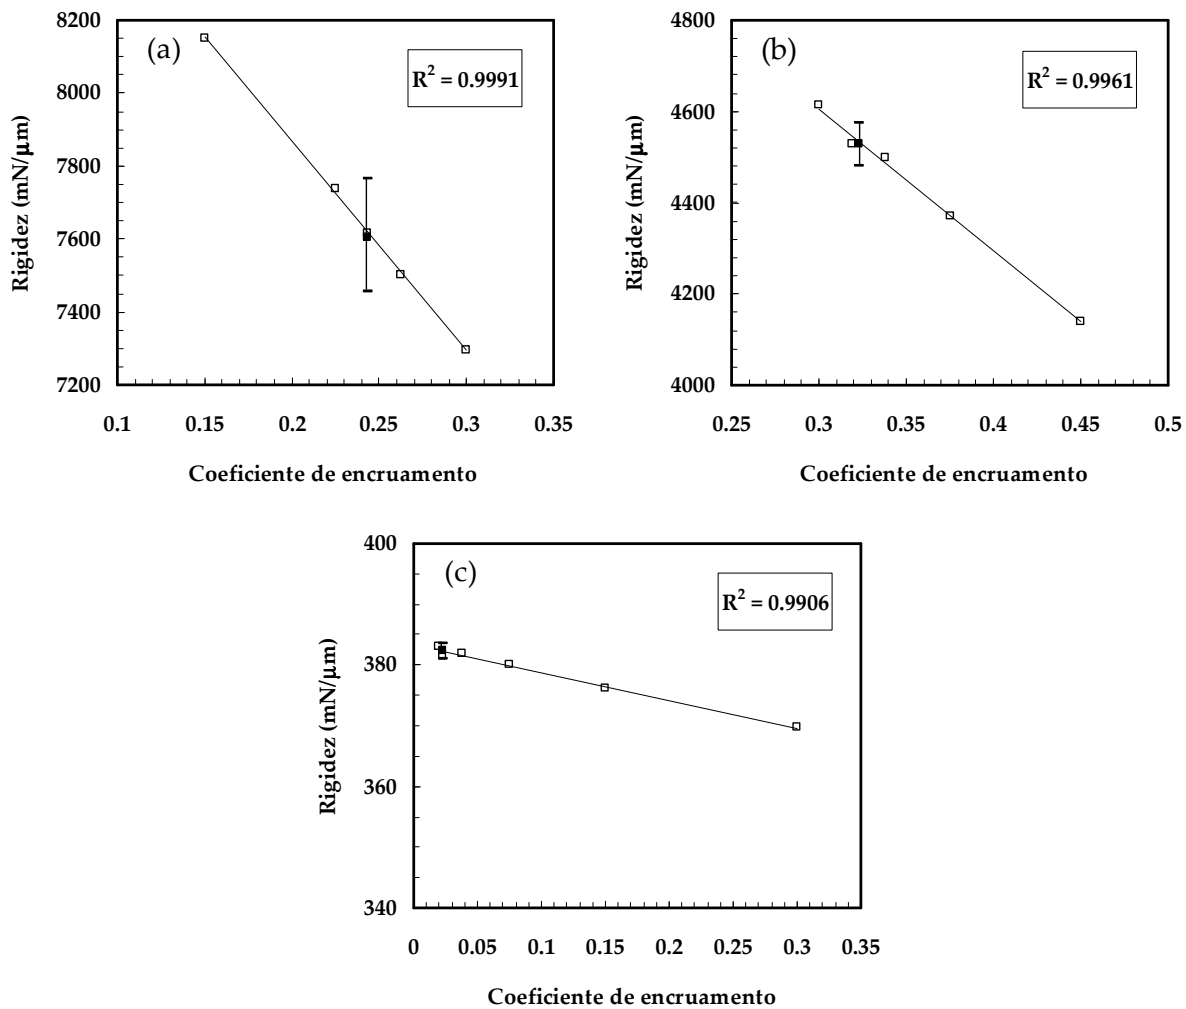 (a)
R² = 0.9991
Rigidez (mN/μm)
8200
8000
7800
7600
7400
7200
0.1 0.15 0.2 0.25 0.3 0.35
Coeficiente de encruamento
(b)
R² = 0.9961
Rigidez (mN/μm)
4800
4600
4400
4200
4000
0.25 0.3 0.35 0.4 0.45 0.5
Coeficiente de encruamento
(c)
R² = 0.9906
Rigidez (mN/μm)
400
380
360
340
0 0.05 0.1 0.15 0.2 0.25 0.3 0.35
Coeficiente de encruamento